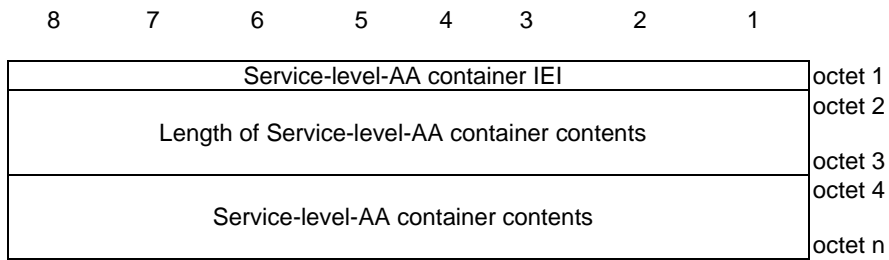 8 7 6 5 4 3 2 1
Service-level-AA container IEI octet 1
octet 2
Length of Service-level-AA container contents
octet 3
octet 4
Service-level-AA container contents
octet n